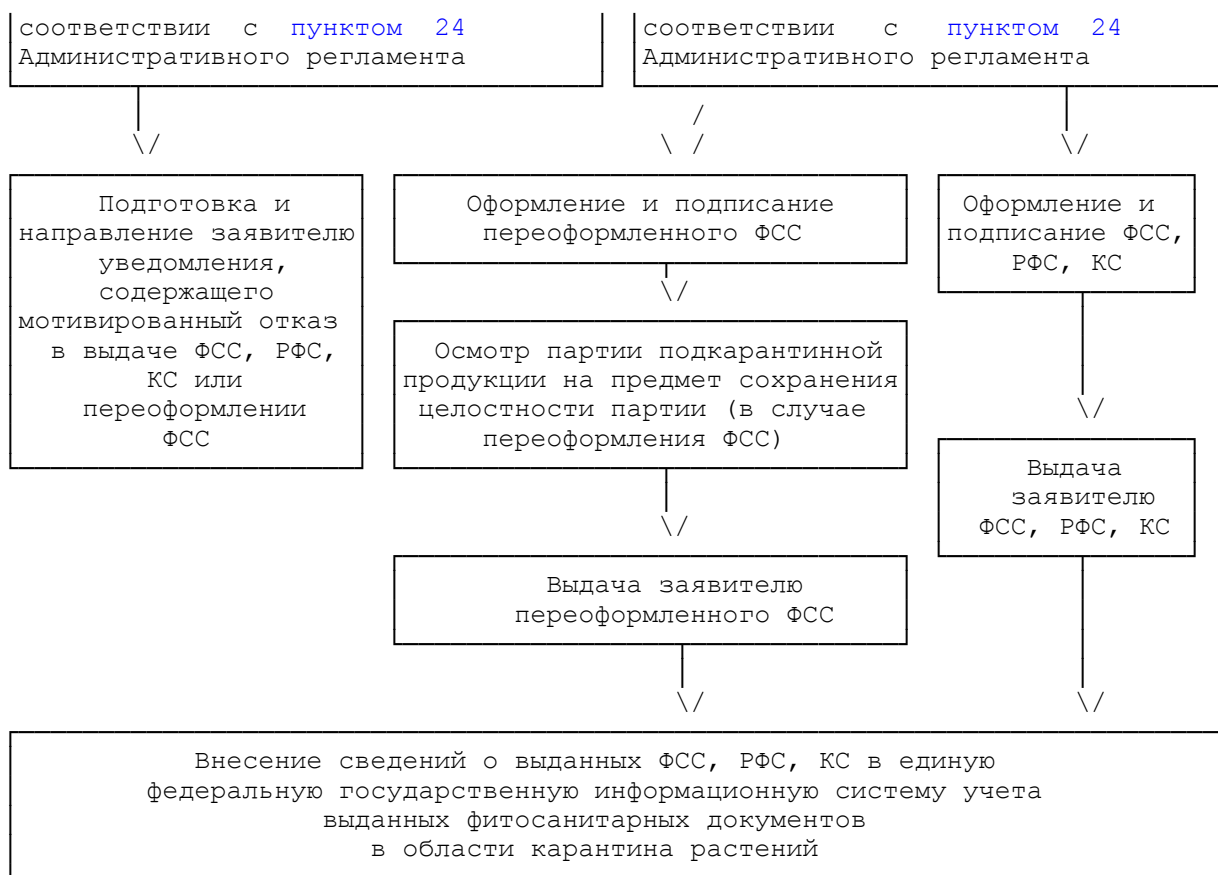 соответствии с пунктом 24
Административного регламента
соответствии с пунктом 24
Административного регламента
Подготовка и
направление заявителю
уведомления,
содержащего
мотивированный отказ
в выдаче ФСС, РФС,
КС или
переоформлении
ФСС
Оформление и подписание
переоформленного ФСС
Оформление и
подписание ФСС,
РФС, КС
Осмотр партии подкарантинной
продукции на предмет сохранения
целостности партии (в случае
переоформления ФСС)
Выдача
заявителю
ФСС, РФС, КС
Выдача заявителю
переоформленного ФСС
Внесение сведений о выданных ФСС, РФС, КС в единую
федеральную государственную информационную систему учета
выданных фитосанитарных документов
в области карантина растений